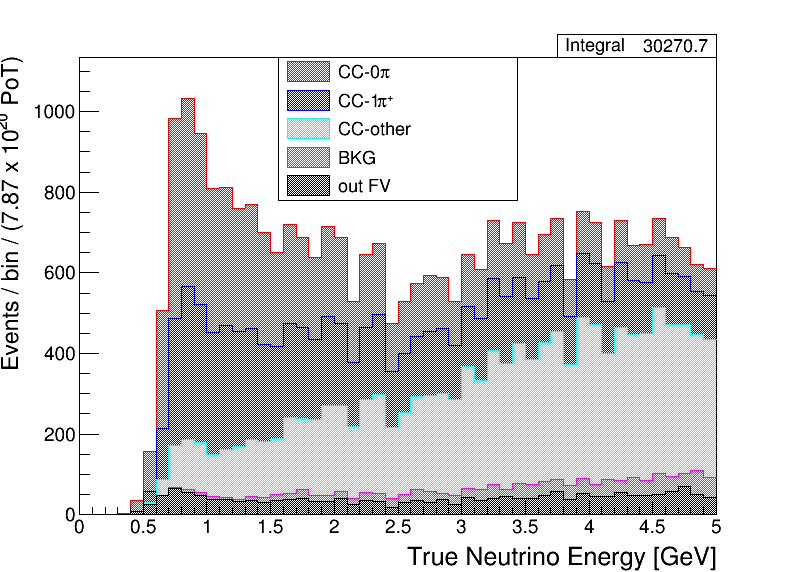 Integral 30270.7
CC-0π
CC-1π⁺
CC-other
BKG
out FV
Events / bin / (7.87 x 10²⁰ PoT)
1000
800
600
400
200
0
0 0.5 1 1.5 2 2.5 3 3.5 4 4.5 5
True Neutrino Energy [GeV]